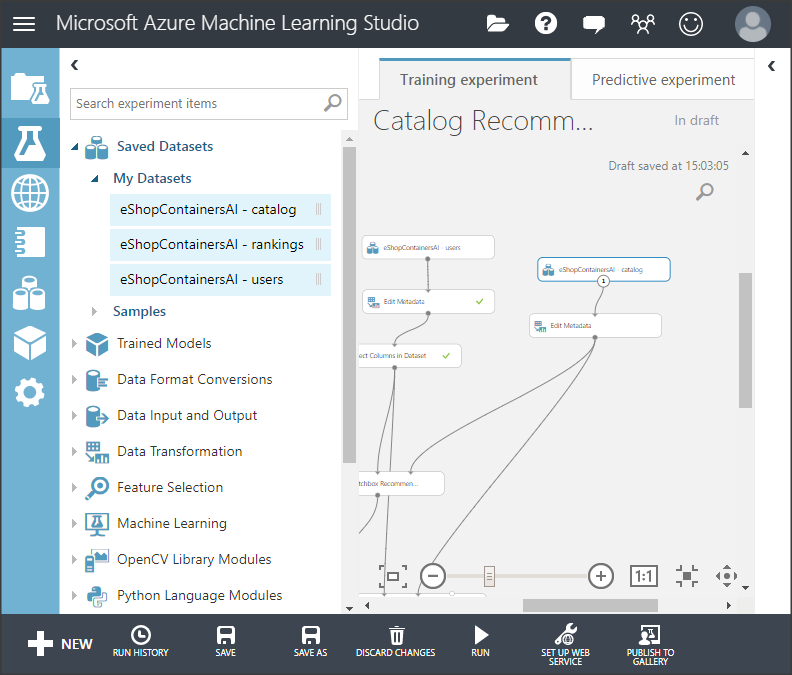 Microsoft Azure Machine Learning Studio
Search experiment items
Saved Datasets
My Datasets
eShopContainersAI - catalog
eShopContainersAI - rankings
eShopContainersAI - users
Samples
Trained Models
Data Format Conversions
Data Input and Output
Data Transformation
Feature Selection
Machine Learning
OpenCV Library Modules
Python Language Modules
Training experiment
Predictive experiment
Catalog Recomm...
In draft
Draft saved at 15:03:05
eShopContainersAI - users
eShopContainersAI - catalog
1
Edit Metadata
Edit Metadata
ect Columns in Dataset
tchbox Recommen...
1:1
NEW
RUN HISTORY
SAVE
SAVE AS
DISCARD CHANGES
RUN
SET UP WEB
SERVICE
PUBLISH TO
GALLERY